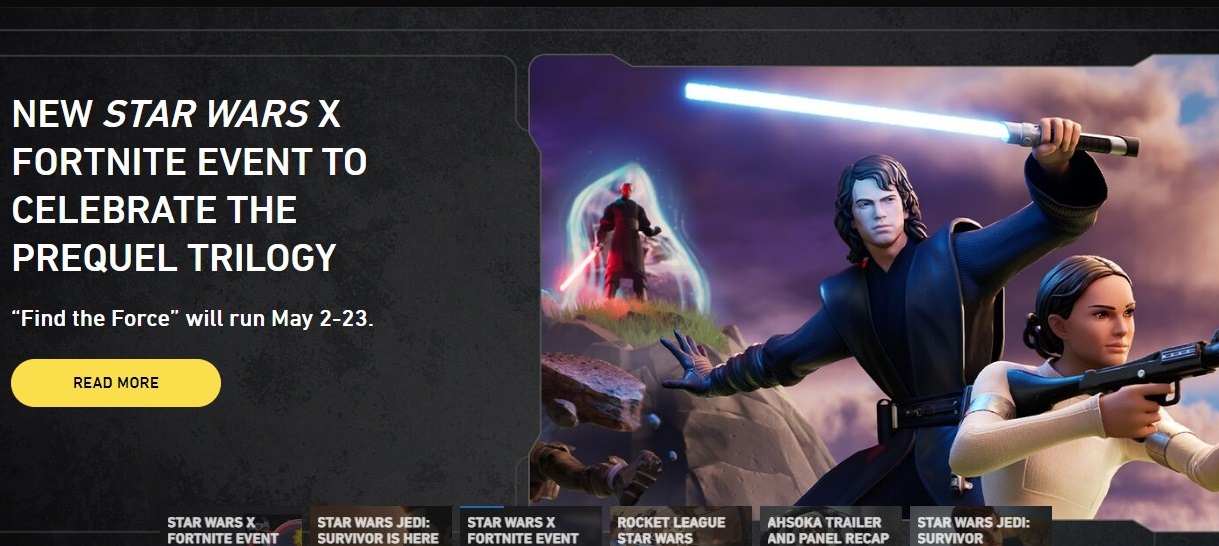 NEW STAR WARS X
FORTNITE EVENT TO
CELEBRATE THE
PREQUEL TRILOGY
“Find the Force” will run May 2-23.
READ MORE
STAR WARS X
FORTNITE EVENT
STAR WARS JEDI:
SURVIVOR IS HERE
STAR WARS X
FORTNITE EVENT
ROCKET LEAGUE
STAR WARS
AHSOKA TRAILER
AND PANEL RECAP
STAR WARS JEDI:
SURVIVOR